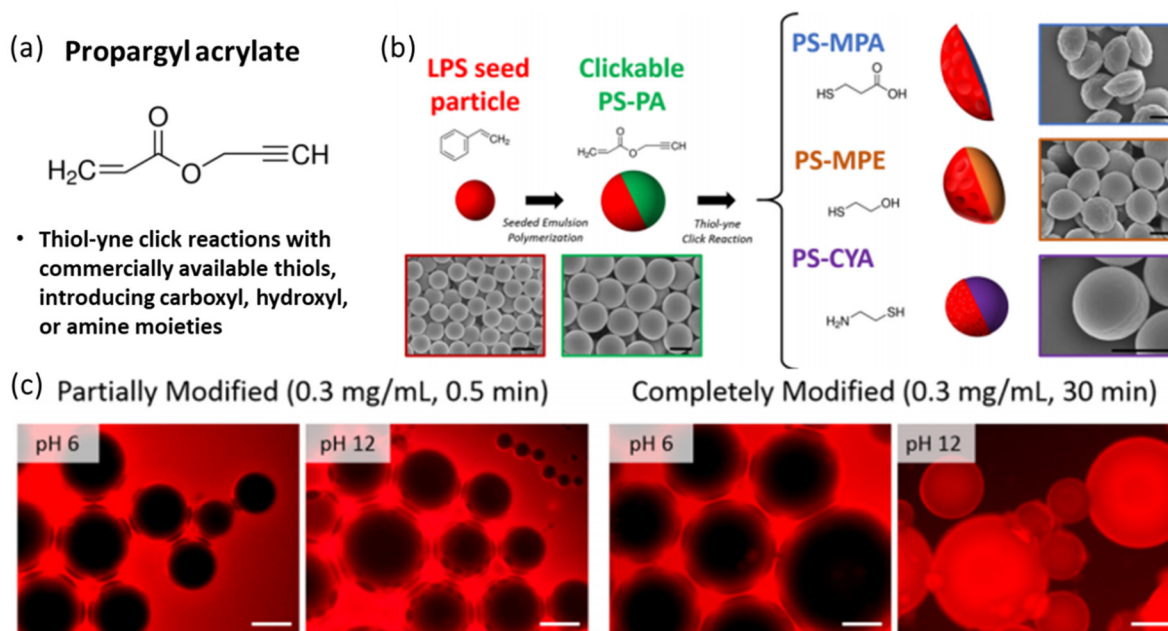 (a) Propargyl acrylate
O
H₂C
O
CH
• Thiol-yne click reactions with
commercially available thiols,
introducing carboxyl, hydroxyl,
or amine moieties
(b)
LPS seed
particle
CH₂
Seeded Emulsion
Polymerization
Clickable
PS-PA
O
H₂C
O
CH
Thiol-yne
Click Reaction
PS-MPA
O
HS
OH
PS-MPE
HS
OH
PS-CYA
H₂N
SH
(c) Partially Modified (0.3 mg/mL, 0.5 min)
Completely Modified (0.3 mg/mL, 30 min)
pH 6
pH 12
pH 6
pH 12